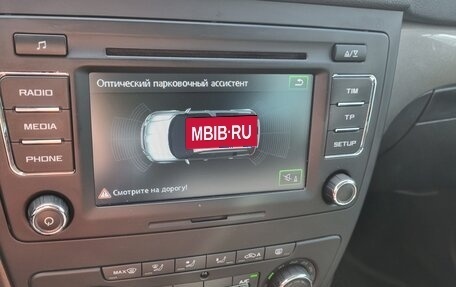 Оптический парковочный ассистент
RADIO
MEDIA
PHONE
TIM
TP
SETUP
MBIB·RU
Смотрите на дорогу!
MAX
A/C